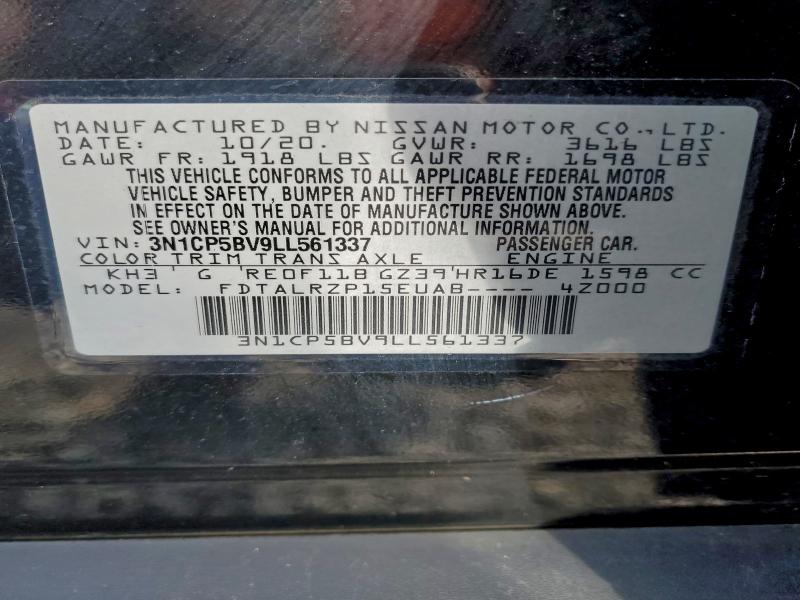 MANUFACTURED BY NISSAN MOTOR CO., LTD.
DATE: 10/20. GVWR: 3616 LBS
GAWR FR: 1918 LBS GAWR RR: 1698 LBS
THIS VEHICLE CONFORMS TO ALL APPLICABLE FEDERAL MOTOR
VEHICLE SAFETY, BUMPER AND THEFT PREVENTION STANDARDS
IN EFFECT ON THE DATE OF MANUFACTURE SHOWN ABOVE.
SEE OWNER'S MANUAL FOR ADDITIONAL INFORMATION.
VIN: 3N1CP5BV9LL561337 PASSENGER CAR.
COLOR TRIM TRANS AXLE ENGINE
KH3 ' G ' RE0F11B GZ39'HR16DE 1598 CC
MODEL: FDTALRZP15EUAB---- 4Z000
3N1CP5BV9LL561337